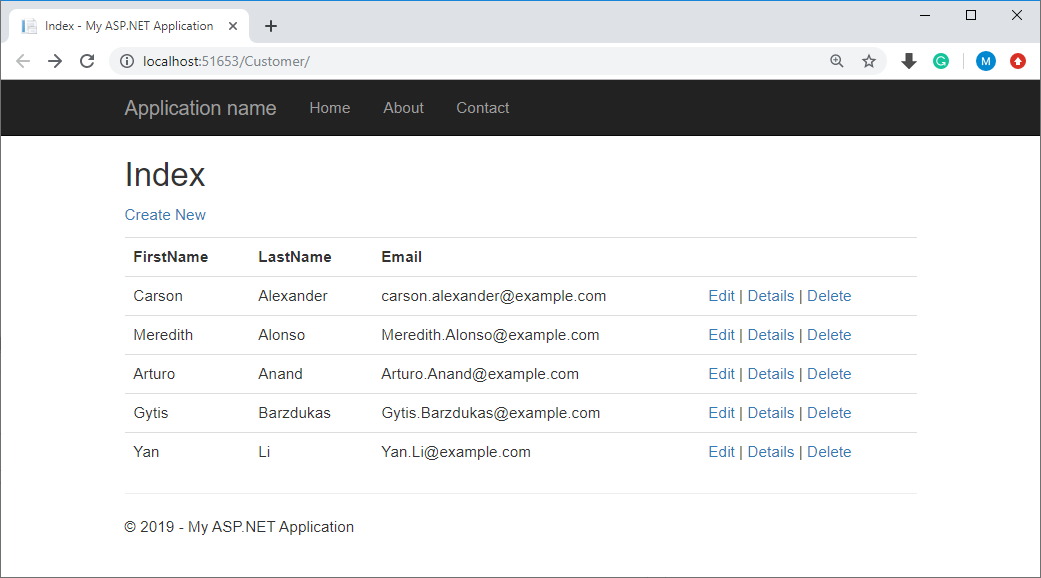 Index - My ASP.NET Application
localhost:51653/Customer/
M
Application name Home About Contact
Index
Create New
FirstName LastName Email
Carson Alexander carson.alexander@example.com Edit | Details | Delete
Meredith Alonso Meredith.Alonso@example.com Edit | Details | Delete
Arturo Anand Arturo.Anand@example.com Edit | Details | Delete
Gytis Barzdukas Gytis.Barzdukas@example.com Edit | Details | Delete
Yan Li Yan.Li@example.com Edit | Details | Delete
© 2019 - My ASP.NET Application